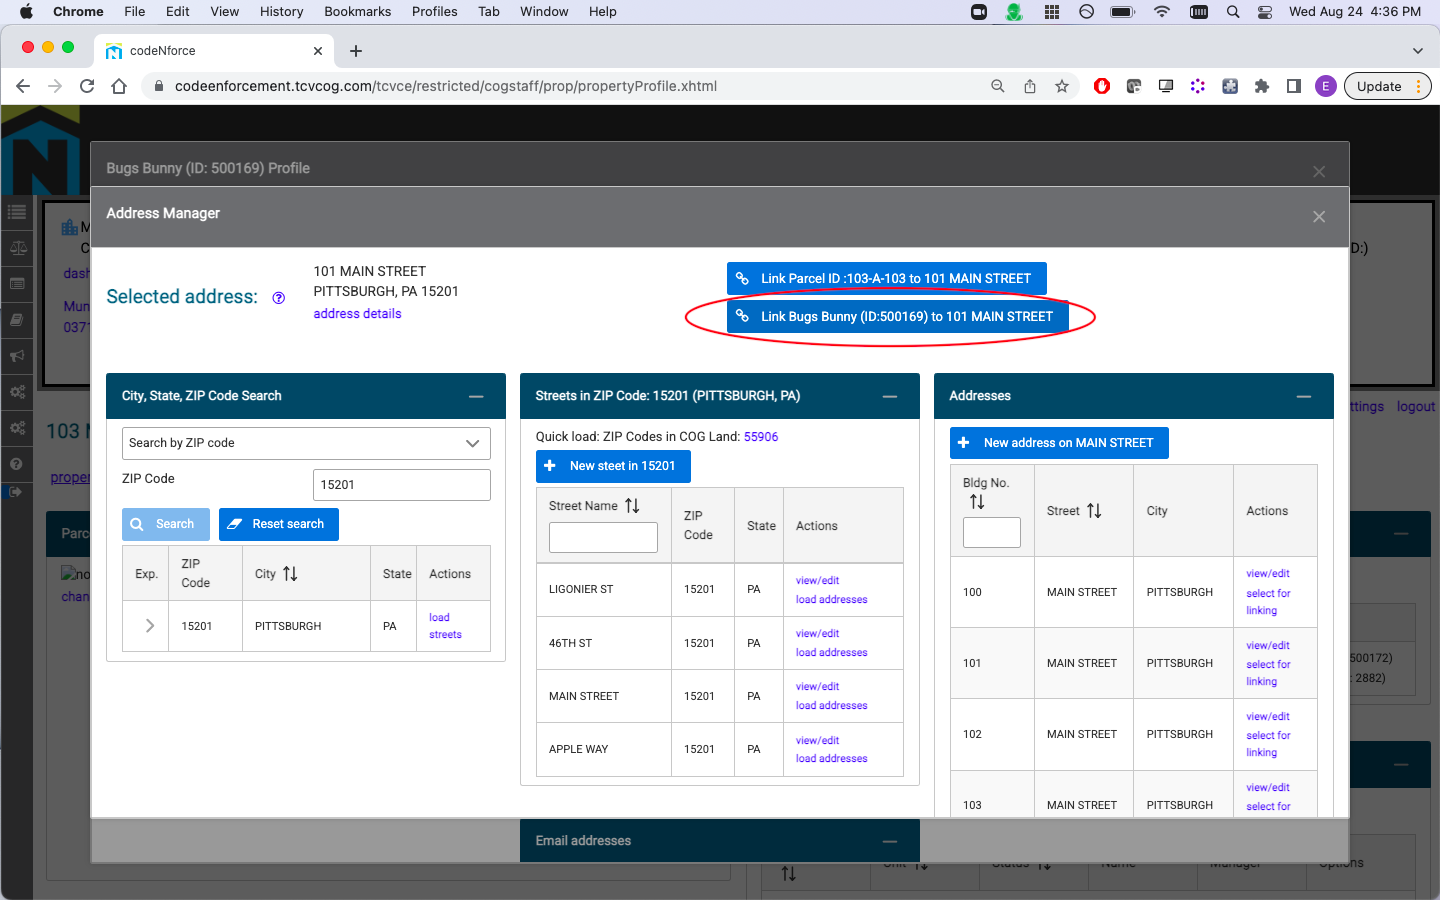 Chrome File Edit View History Bookmarks Profiles Tab Window Help Wed Aug 24 4:36 PM
codeNforce
codeenforcement.tcvcog.com/tcvce/restricted/cogstaff/prop/propertyProfile.xhtml
E
Update
Bugs Bunny (ID: 500169) Profile
Address Manager
Selected address:
101 MAIN STREET
PITTSBURGH, PA 15201
address details
Link Parcel ID :103-A-103 to 101 MAIN STREET
Link Bugs Bunny (ID:500169) to 101 MAIN STREET
D:)
dash
Mun
0371
ttings logout
103
proper
Parc
chan
500172)
: 2882)
City, State, ZIP Code Search
Search by ZIP code
ZIP Code 15201
Search Reset search
Exp. ZIP Code City State Actions
15201 PITTSBURGH PA load streets
Streets in ZIP Code: 15201 (PITTSBURGH, PA)
Quick load: ZIP Codes in COG Land: 55906
New steet in 15201
Street Name ZIP Code State Actions
LIGONIER ST 15201 PA view/edit load addresses
46TH ST 15201 PA view/edit load addresses
MAIN STREET 15201 PA view/edit load addresses
APPLE WAY 15201 PA view/edit load addresses
Addresses
New address on MAIN STREET
Bldg No. Street City Actions
100 MAIN STREET PITTSBURGH view/edit select for linking
101 MAIN STREET PITTSBURGH view/edit select for linking
102 MAIN STREET PITTSBURGH view/edit select for linking
103 MAIN STREET PITTSBURGH view/edit select for
Email addresses
Unit Status Name Manager Options